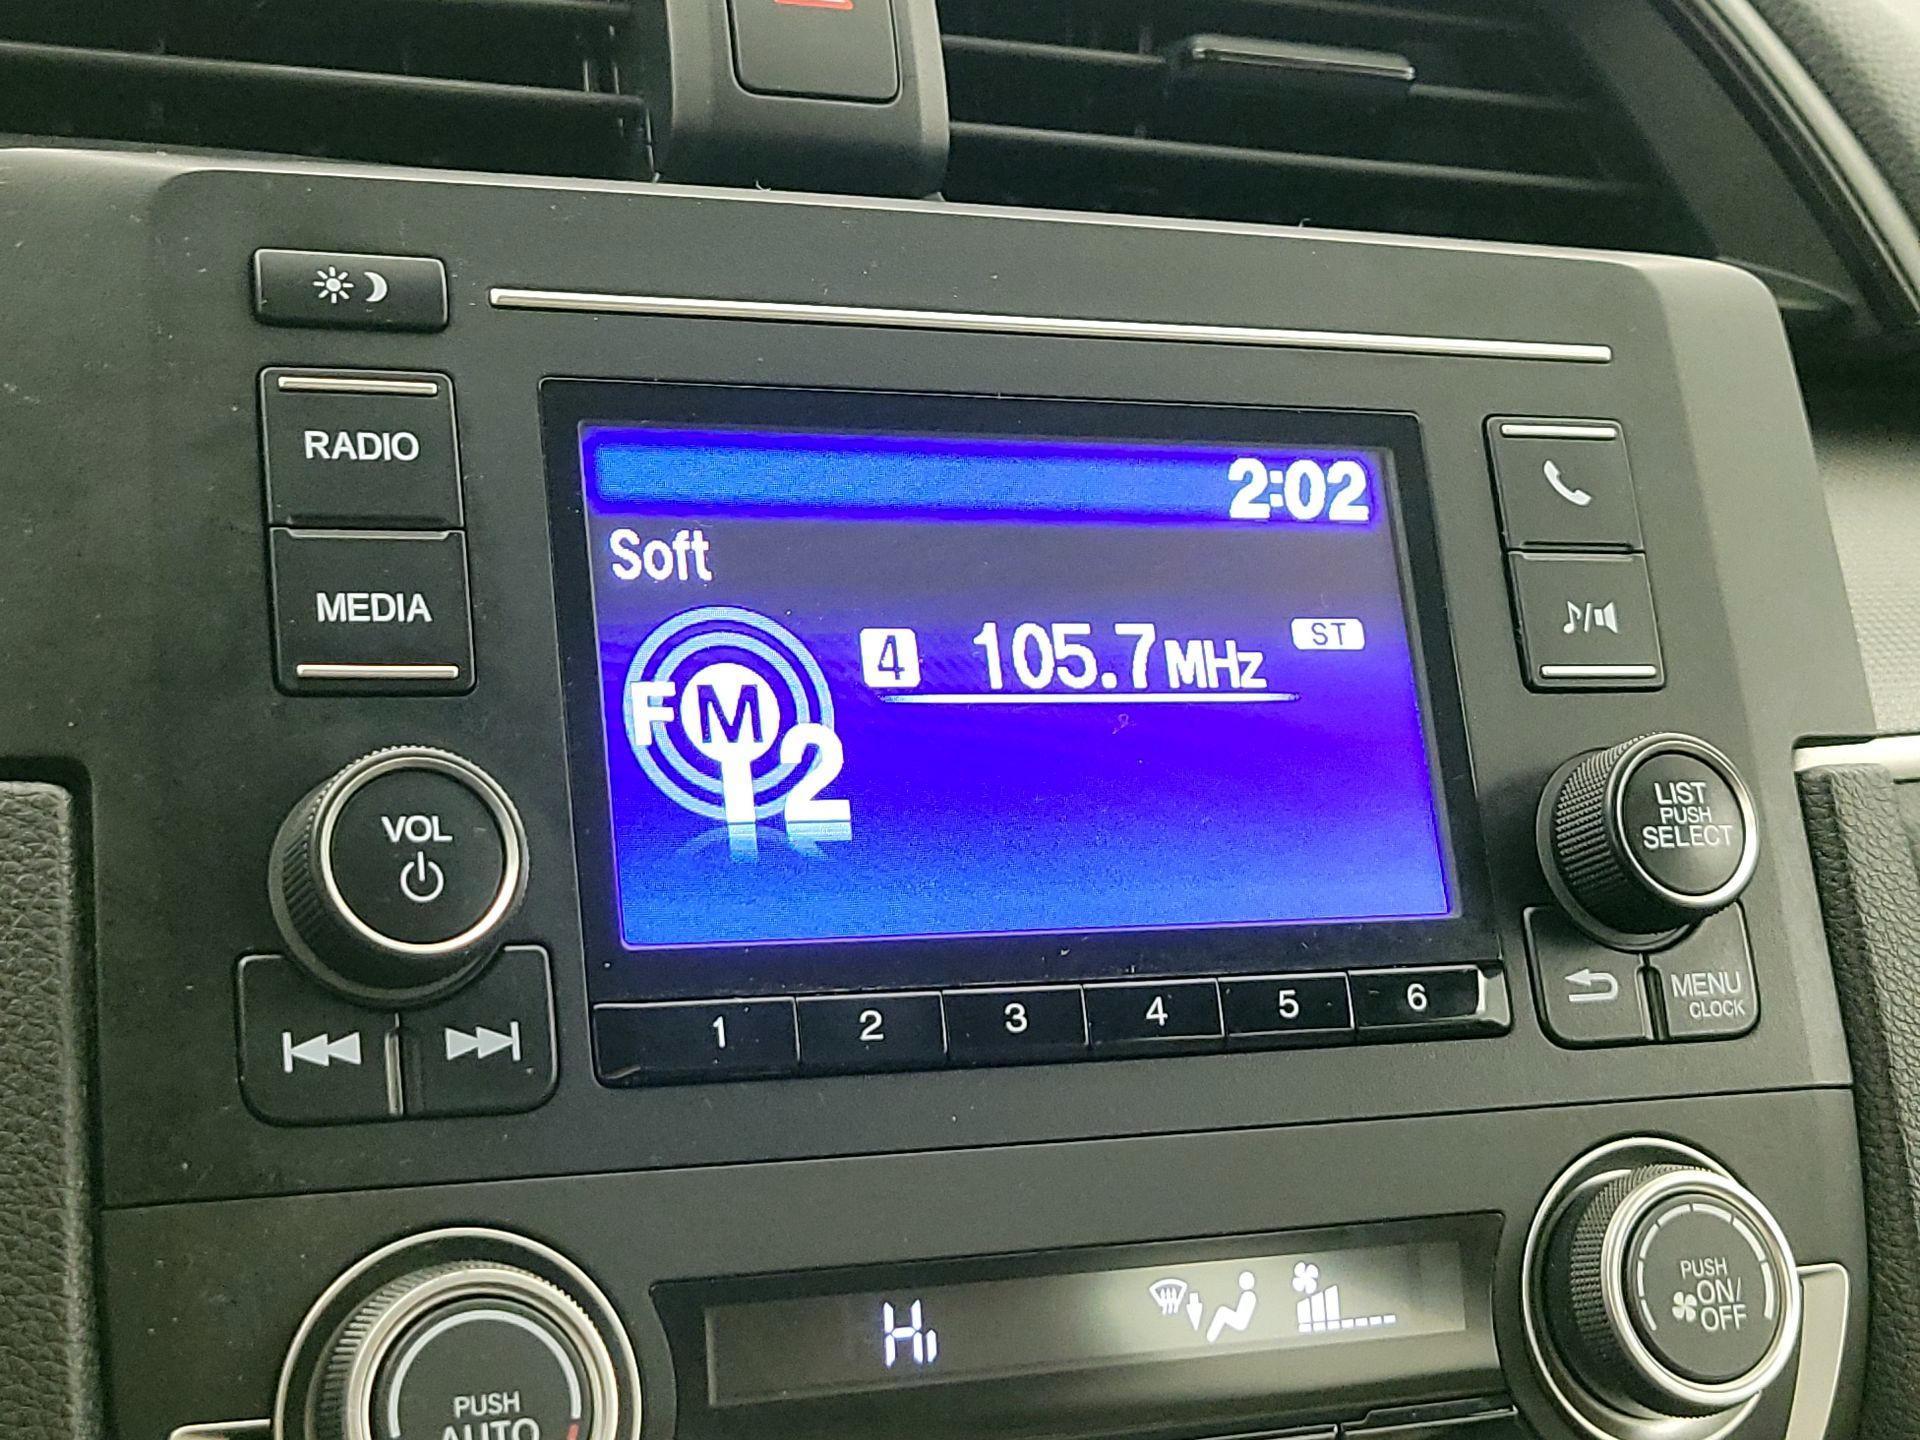 RADIO
MEDIA
VOL
2:02
Soft
FM
2
4 105.7MHz ST
1 2 3 4 5 6
LIST
PUSH
SELECT
MENU
CLOCK
Hi
PUSH
AUTO
PUSH
ON/
OFF